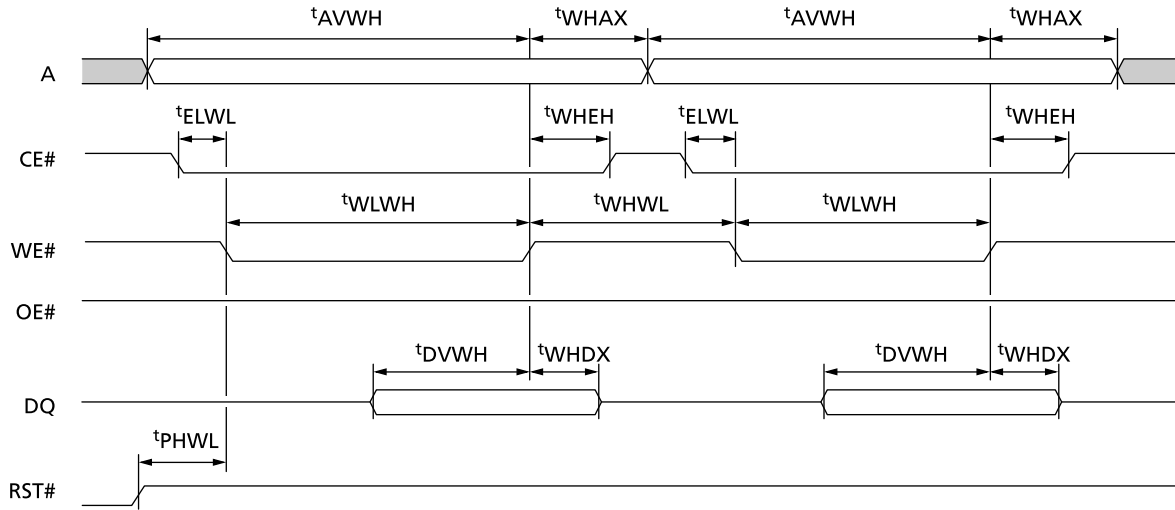 tAVWH tWHAX tAVWH tWHAX
A
tELWL tWHEH tELWL tWHEH
CE#
tWLWH tWHWL tWLWH
WE#
OE#
tDVWH tWHDX tDVWH tWHDX
DQ
tPHWL
RST#